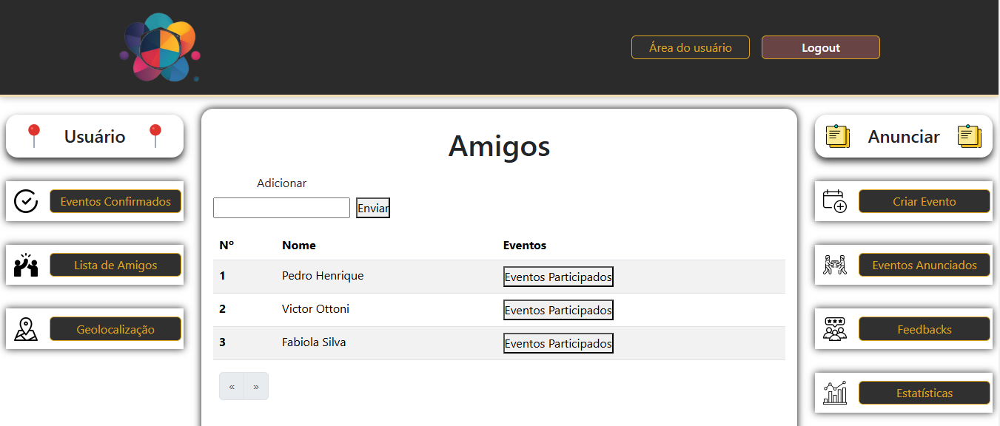 Área do usuário
Logout
Usuário
Eventos Confirmados
Lista de Amigos
Geolocalização
Amigos
Adicionar
Enviar
Nº Nome Eventos
1 Pedro Henrique Eventos Participados
2 Victor Ottoni Eventos Participados
3 Fabiola Silva Eventos Participados
« »
Anunciar
Criar Evento
Eventos Anunciados
Feedbacks
Estatísticas